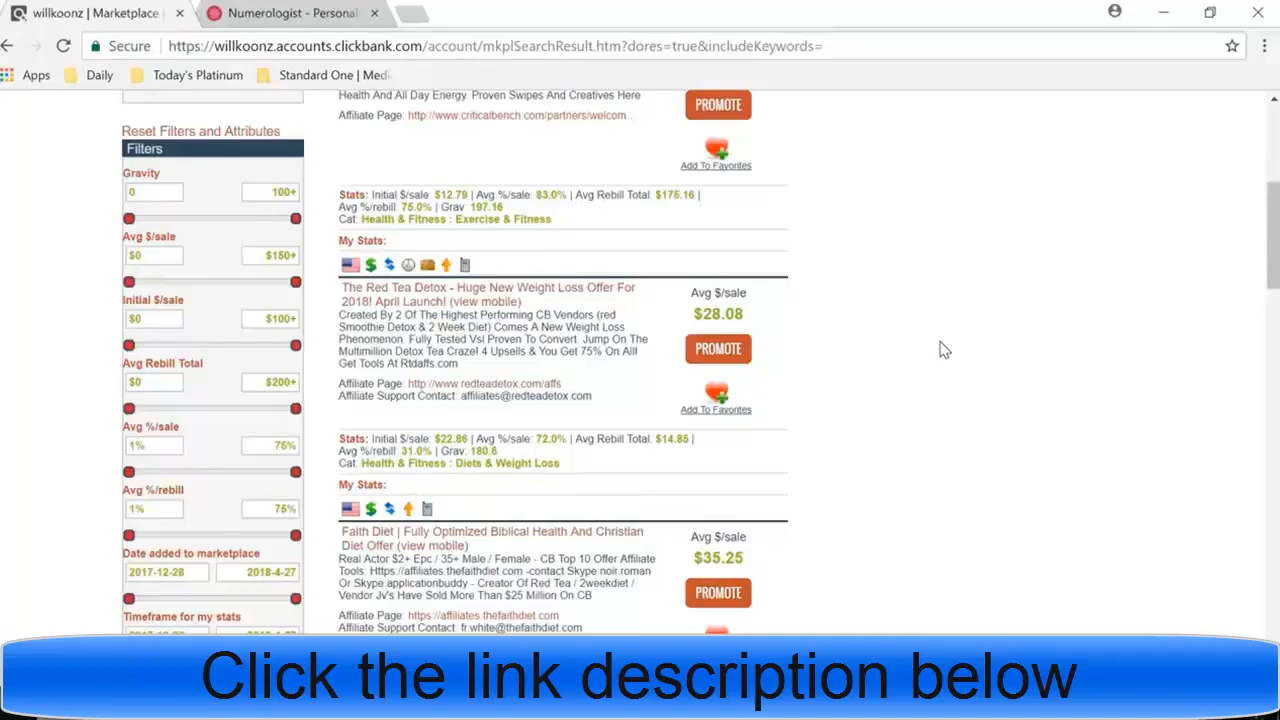 willkoonz | Marketplace
Numerologist - Personal
Secure
https://willkoonz.accounts.clickbank.com/account/mkplSearchResult.htm?dores=true&includeKeywords=
Apps
Daily
Today's Platinum
Standard One | Medi
Reset Filters and Attributes
Filters
Gravity
0
100+
Avg $/sale
$0
$150+
Initial $/sale
$0
$100+
Avg Rebill Total
$0
$200+
Avg %/sale
1%
75%
Avg %/rebill
1%
75%
Date added to marketplace
2017-12-28
2018-4-27
Timeframe for my stats
Health And All Day Energy. Proven Swipes And Creatives Here
Affiliate Page: http://www.criticalbench.com/partners/welcom...
PROMOTE
Add To Favorites
Stats: Initial $/sale: $12.79 | Avg %/sale: 83.0% | Avg Rebill Total: $175.16 |
Avg %/rebill: 75.0% | Grav: 197.16
Cat: Health & Fitness : Exercise & Fitness
My Stats:
The Red Tea Detox - Huge New Weight Loss Offer For
2018! April Launch! (view mobile)
Created By 2 Of The Highest Performing CB Vendors (red
Smoothie Detox & 2 Week Diet) Comes A New Weight Loss
Phenomenon. Fully Tested Vsl Proven To Convert. Jump On The
Multimillion Detox Tea Craze! 4 Upsells & You Get 75% On All!
Get Tools At Rtdaffs.com
Affiliate Page: http://www.redteadetox.com/affs
Affiliate Support Contact: affiliates@redteadetox.com
Avg $/sale
$28.08
PROMOTE
Add To Favorites
Stats: Initial $/sale: $22.86 | Avg %/sale: 72.0% | Avg Rebill Total: $14.85 |
Avg %/rebill: 31.0% | Grav: 180.6
Cat: Health & Fitness : Diets & Weight Loss
My Stats:
Faith Diet | Fully Optimized Biblical Health And Christian
Diet Offer (view mobile)
Real Actor $2+ Epc / 35+ Male / Female - CB Top 10 Offer Affiliate
Tools: Https://affiliates.thefaithdiet.com -contact Skype noir.roman
Or Skype:applicationbuddy - Creator Of Red Tea / 2weekdiet /
Vendor Jv's Have Sold More Than $25 Million On CB
Affiliate Page: https://affiliates.thefaithdiet.com
Affiliate Support Contact: fr.white@thefaithdiet.com
Avg $/sale
$35.25
PROMOTE
Click the link description below